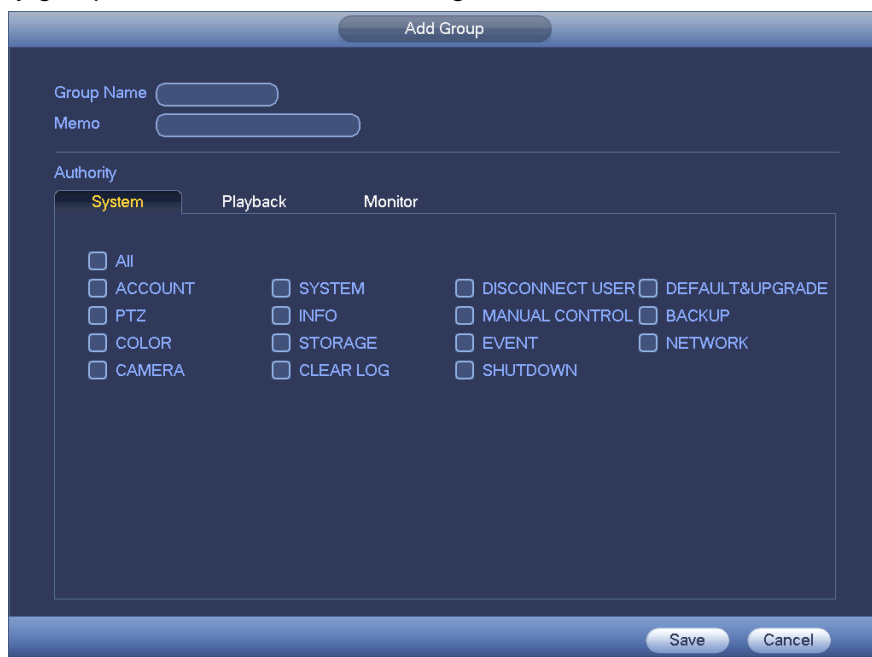 Add Group
Group Name
Memo
Authority
System Playback Monitor
All
ACCOUNT SYSTEM DISCONNECT USER DEFAULT&UPGRADE
PTZ INFO MANUAL CONTROL BACKUP
COLOR STORAGE EVENT NETWORK
CAMERA CLEAR LOG SHUTDOWN
Save Cancel